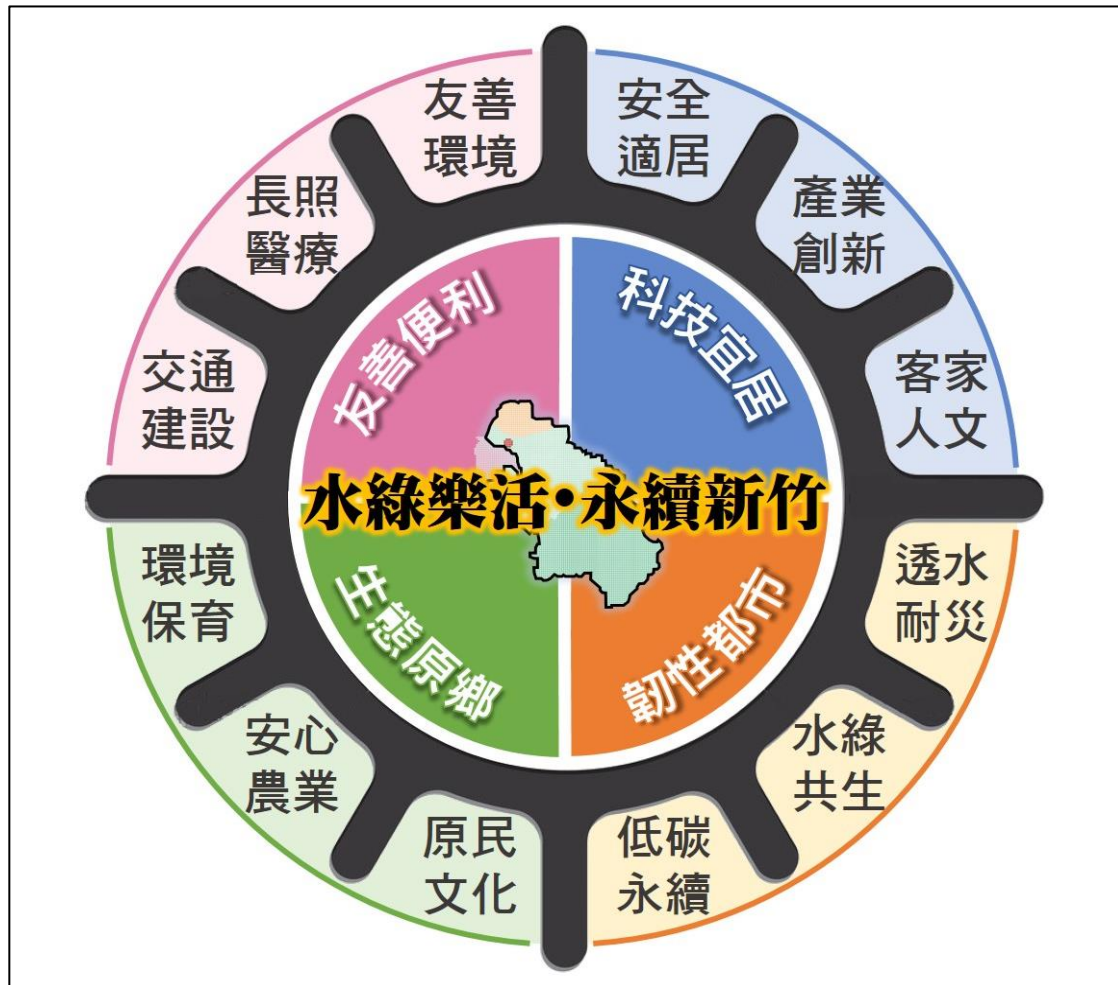 友善
環境
安全
適居
長照
醫療
產業
創新
交通
建設
客家
人文
友善便利
科技宜居
水綠樂活•永續新竹
生態原鄉
韌性都市
環境
保育
透水
耐災
安心
農業
水綠
共生
原民
文化
低碳
永續